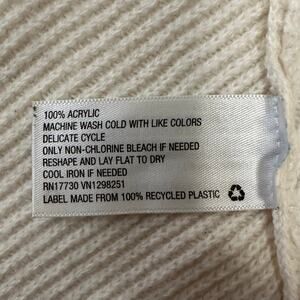 100% ACRYLIC
MACHINE WASH COLD WITH LIKE COLORS
DELICATE CYCLE
ONLY NON-CHLORINE BLEACH IF NEEDED
RESHAPE AND LAY FLAT TO DRY
COOL IRON IF NEEDED
RN17730 VN1298251
LABEL MADE FROM 100% RECYCLED PLASTIC